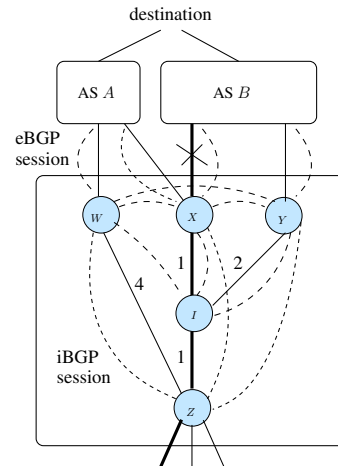 destination
AS A
AS B
eBGP
session
W
X
Y
1
2
4
I
iBGP
session
1
Z